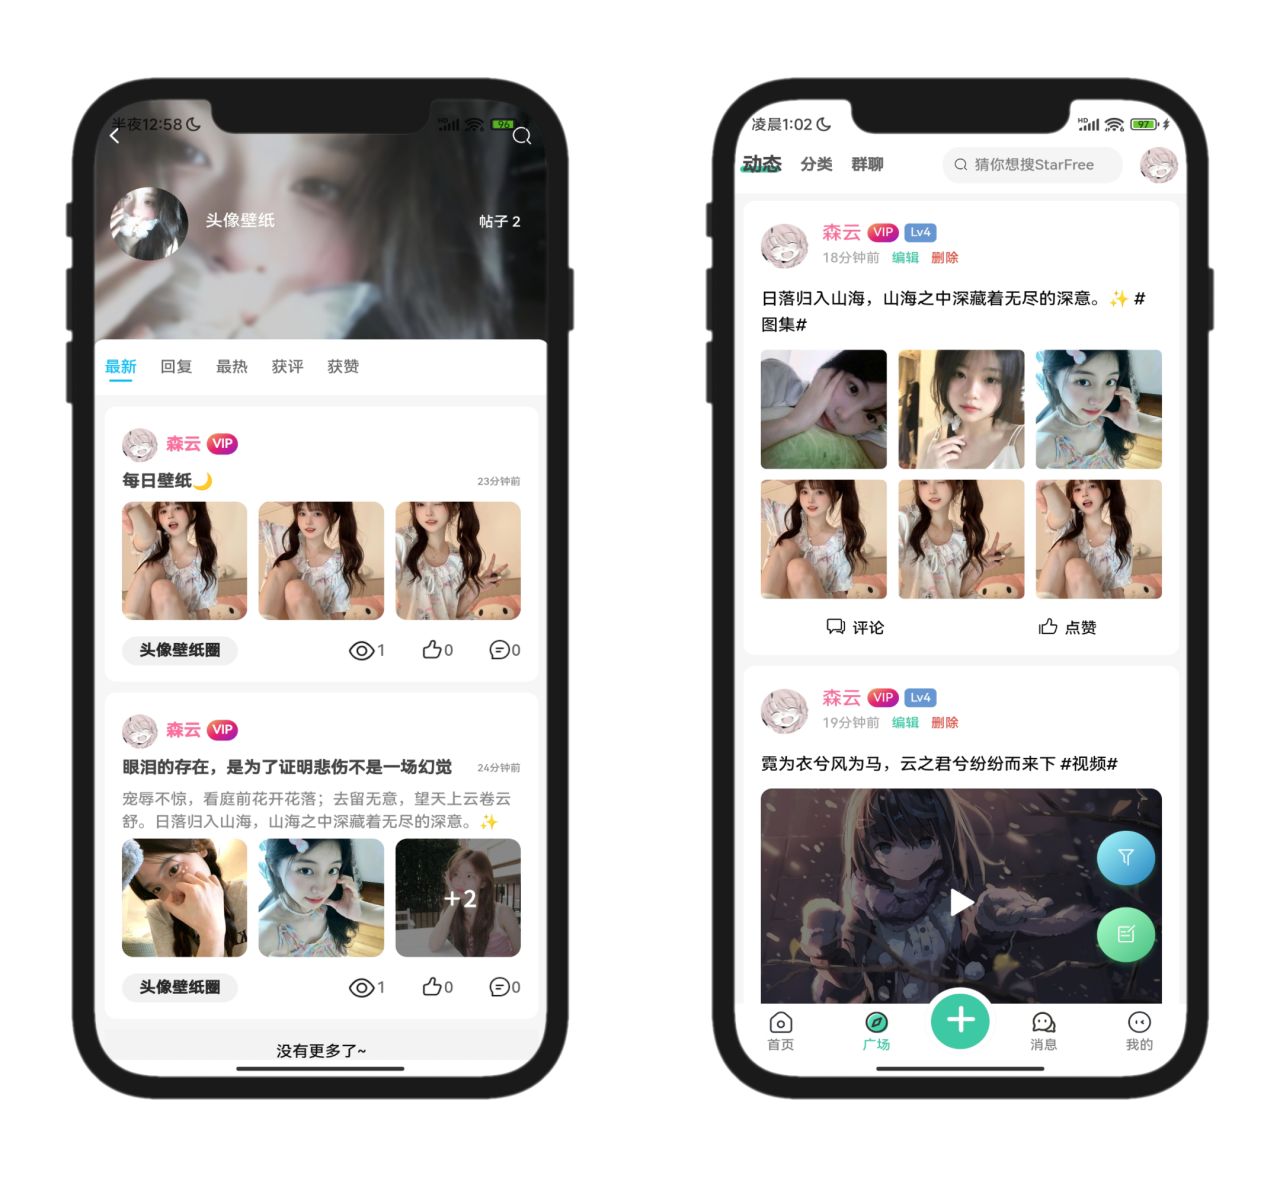 半夜12:58
HD
96
头像壁纸
帖子 2
最新 回复 最热 获评 获赞
森云 VIP
每日壁纸🌙
23分钟前
头像壁纸圈
1
0
0
森云 VIP
眼泪的存在，是为了证明悲伤不是一场幻觉
24分钟前
宠辱不惊，看庭前花开花落；去留无意，望天上云卷云
舒。日落归入山海，山海之中深藏着无尽的深意。✨
+2
头像壁纸圈
1
0
0
没有更多了~
凌晨1:02
HD
97
动态 分类 群聊
猜你想搜StarFree
森云 VIP Lv4
18分钟前 编辑 删除
日落归入山海，山海之中深藏着无尽的深意。✨ #
图集#
评论
点赞
森云 VIP Lv4
19分钟前 编辑 删除
霓为衣兮风为马，云之君兮纷纷而来下 #视频#
首页
广场
消息
我的